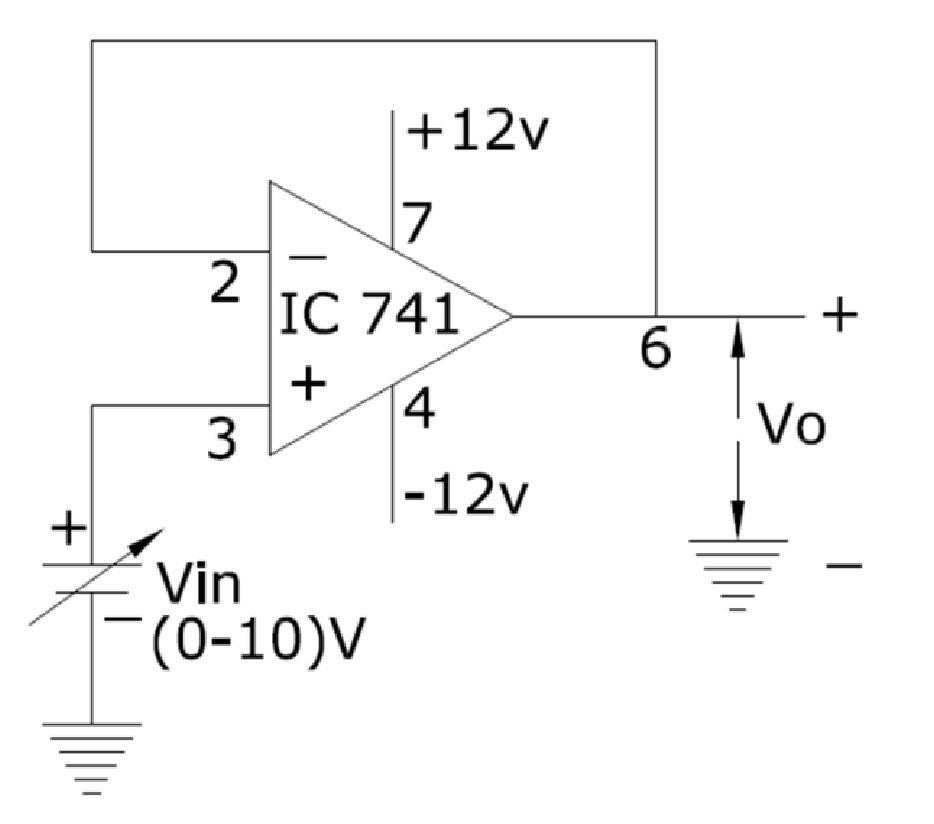 +12v
7
2
−
IC 741
+
6
+
3
4
Vo
-12v
+
Vin
−
(0-10)V
−